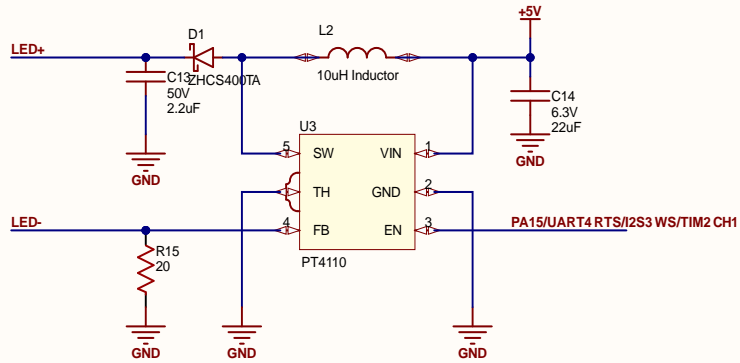 +5V
D1
L2
LED+
C13
ZHCS400TA
10uH Inductor
50V
2.2uF
C14
6.3V
22uF
U3
5
SW
VIN
1
GND
GND
TH
GND
2
LED-
4
FB
EN
3
PA15/UART4 RTS/I2S3 WS/TIM2 CH1
R15
20
PT4110
GND
GND
GND